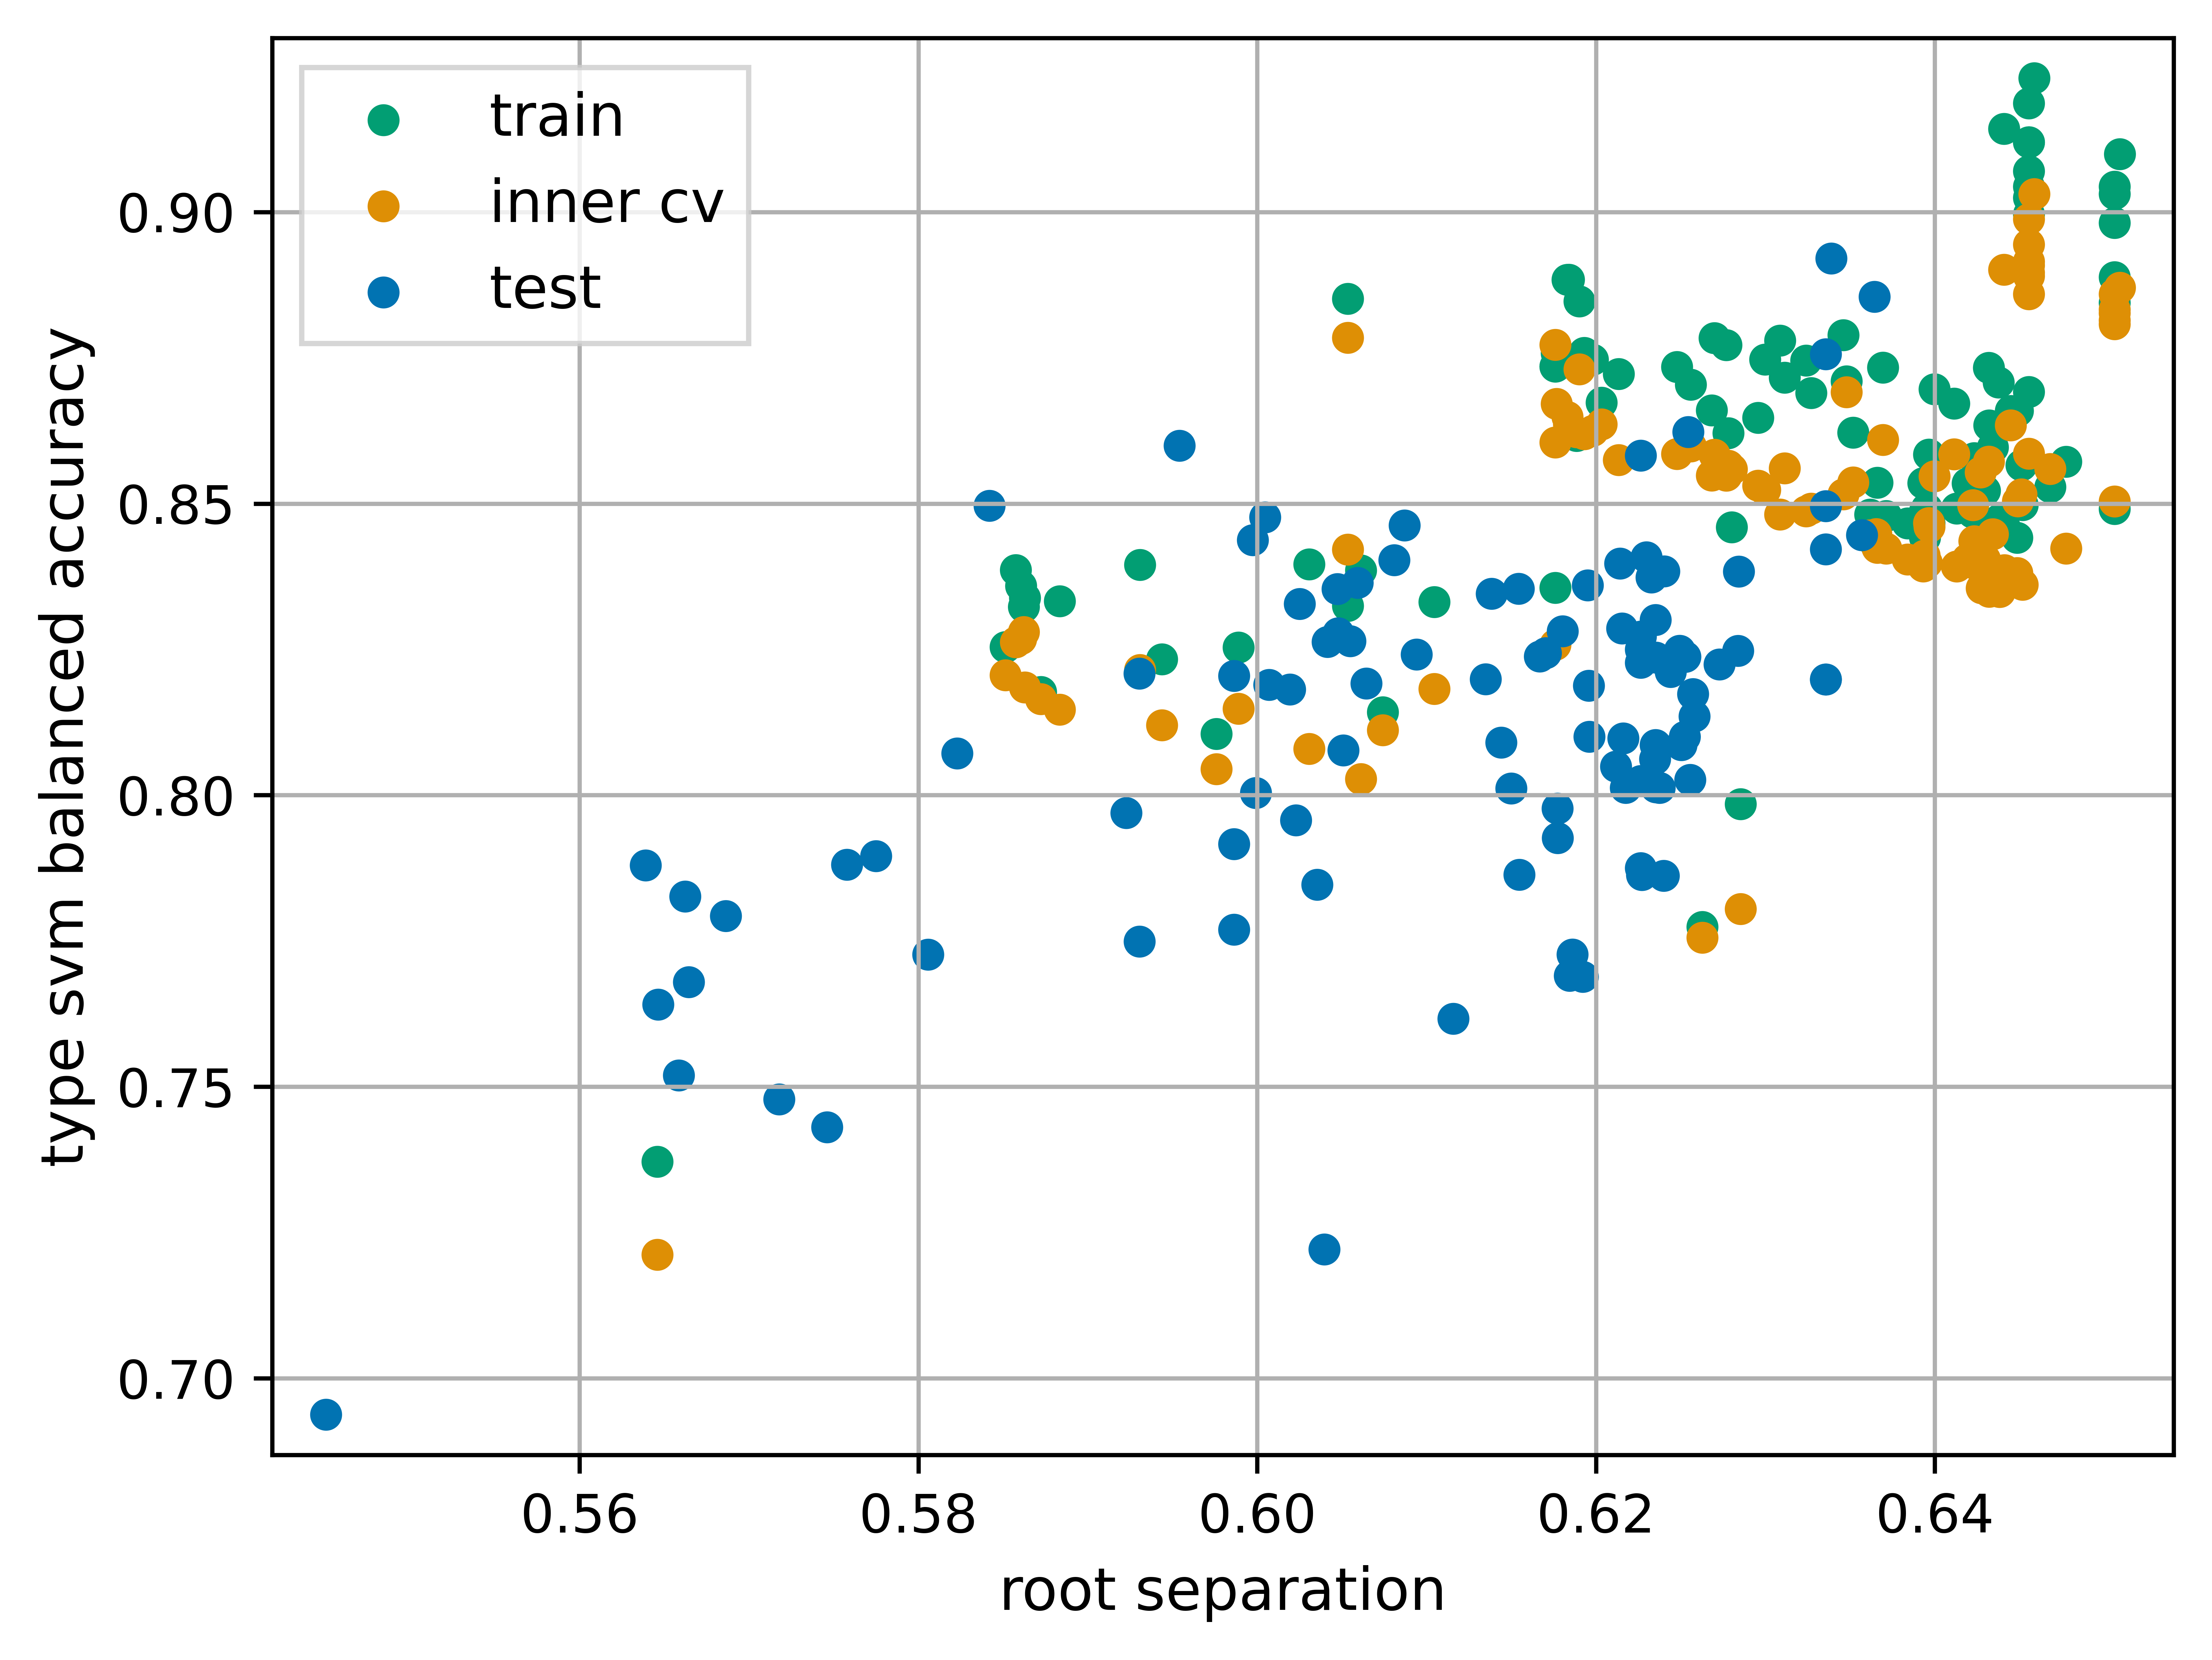 train
inner cv
test
type svm balanced accuracy
0.90
0.85
0.80
0.75
0.70
0.56
0.58
0.60
0.62
0.64
root separation